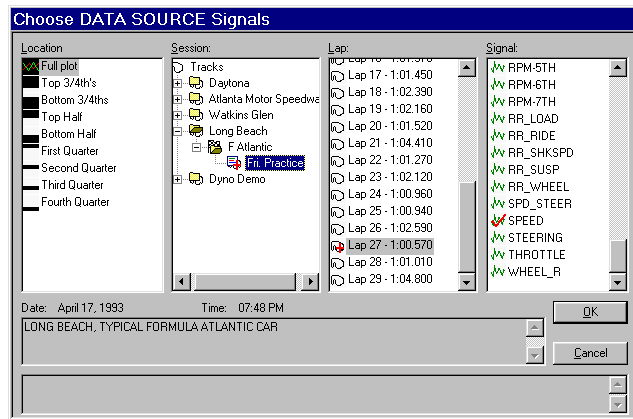 Choose DATA SOURCE Signals
Location
Full plot
Top 3/4th's
Bottom 3/4ths
Top Half
Bottom Half
First Quarter
Second Quarter
Third Quarter
Fourth Quarter
Session:
Tracks
Daytona
Atlanta Motor Speedwa
Watkins Glen
Long Beach
F Atlantic
Fri. Practice
Dyno Demo
Lap:
Lap 17 - 1:01.450
Lap 18 - 1:02.390
Lap 19 - 1:02.160
Lap 20 - 1:01.520
Lap 21 - 1:04.410
Lap 22 - 1:01.270
Lap 23 - 1:02.120
Lap 24 - 1:00.960
Lap 25 - 1:00.940
Lap 26 - 1:02.590
Lap 27 - 1:00.570
Lap 28 - 1:01.010
Lap 29 - 1:04.800
Signal:
RPM-5TH
RPM-6TH
RPM-7TH
RR_LOAD
RR_RIDE
RR_SHKSPD
RR_SUSP
RR_WHEEL
SPD_STEER
SPEED
STEERING
THROTTLE
WHEEL_R
Date: April 17, 1993 Time: 07:48 PM
LONG BEACH, TYPICAL FORMULA ATLANTIC CAR
OK
Cancel